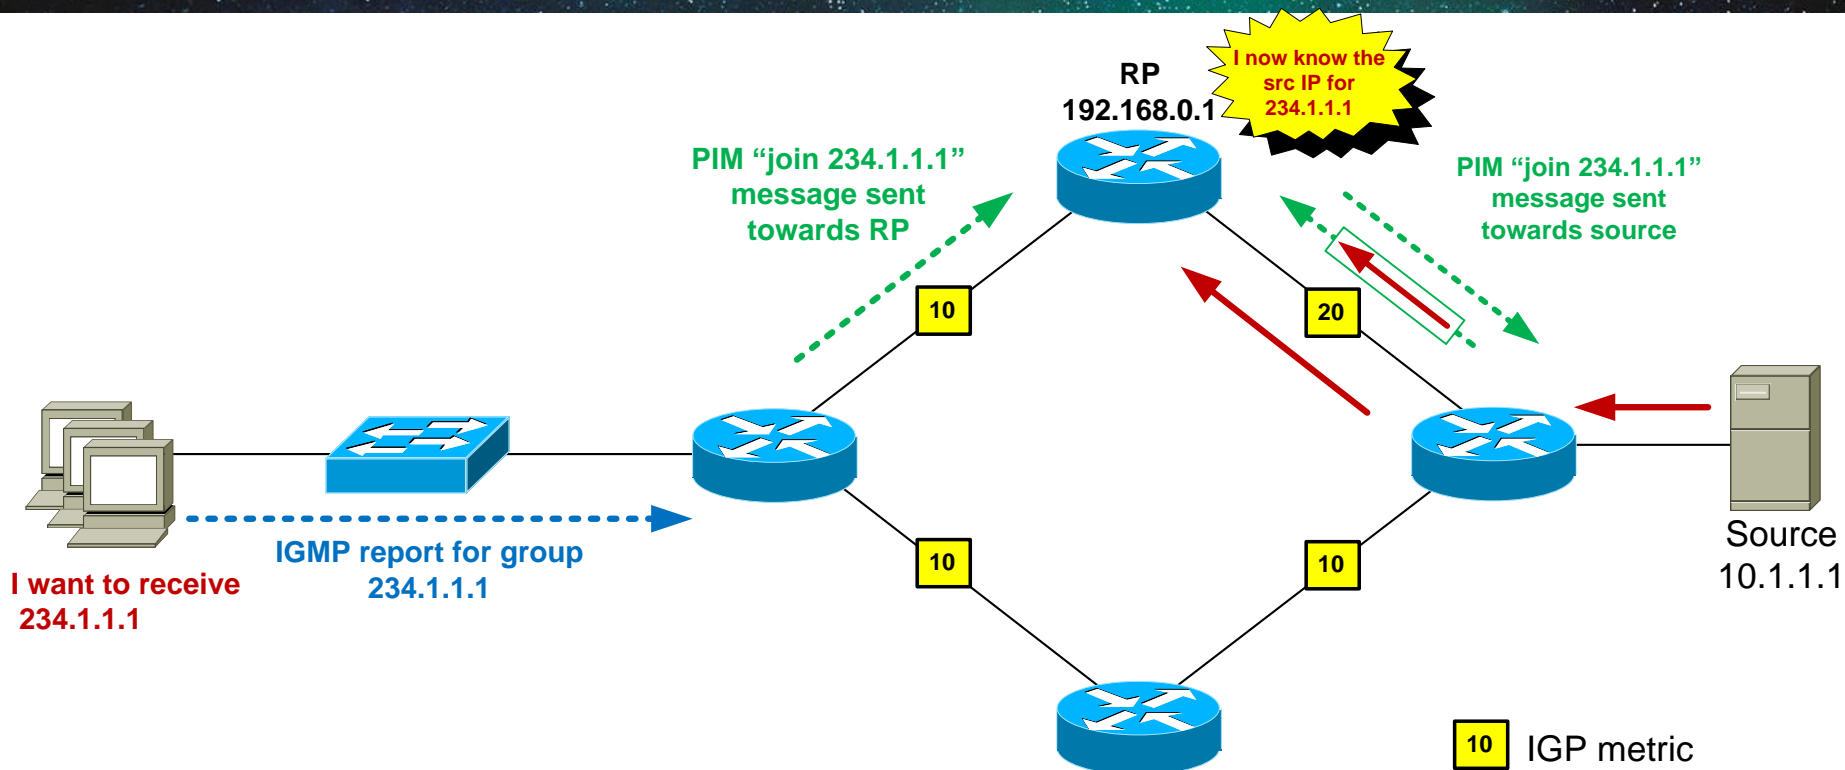 RP
192.168.0.1
I now know the
src IP for
234.1.1.1
PIM “join 234.1.1.1”
message sent
towards RP
PIM “join 234.1.1.1”
message sent
towards source
10
20
IGMP report for group
234.1.1.1
I want to receive
234.1.1.1
10
10
Source
10.1.1.1
10 IGP metric